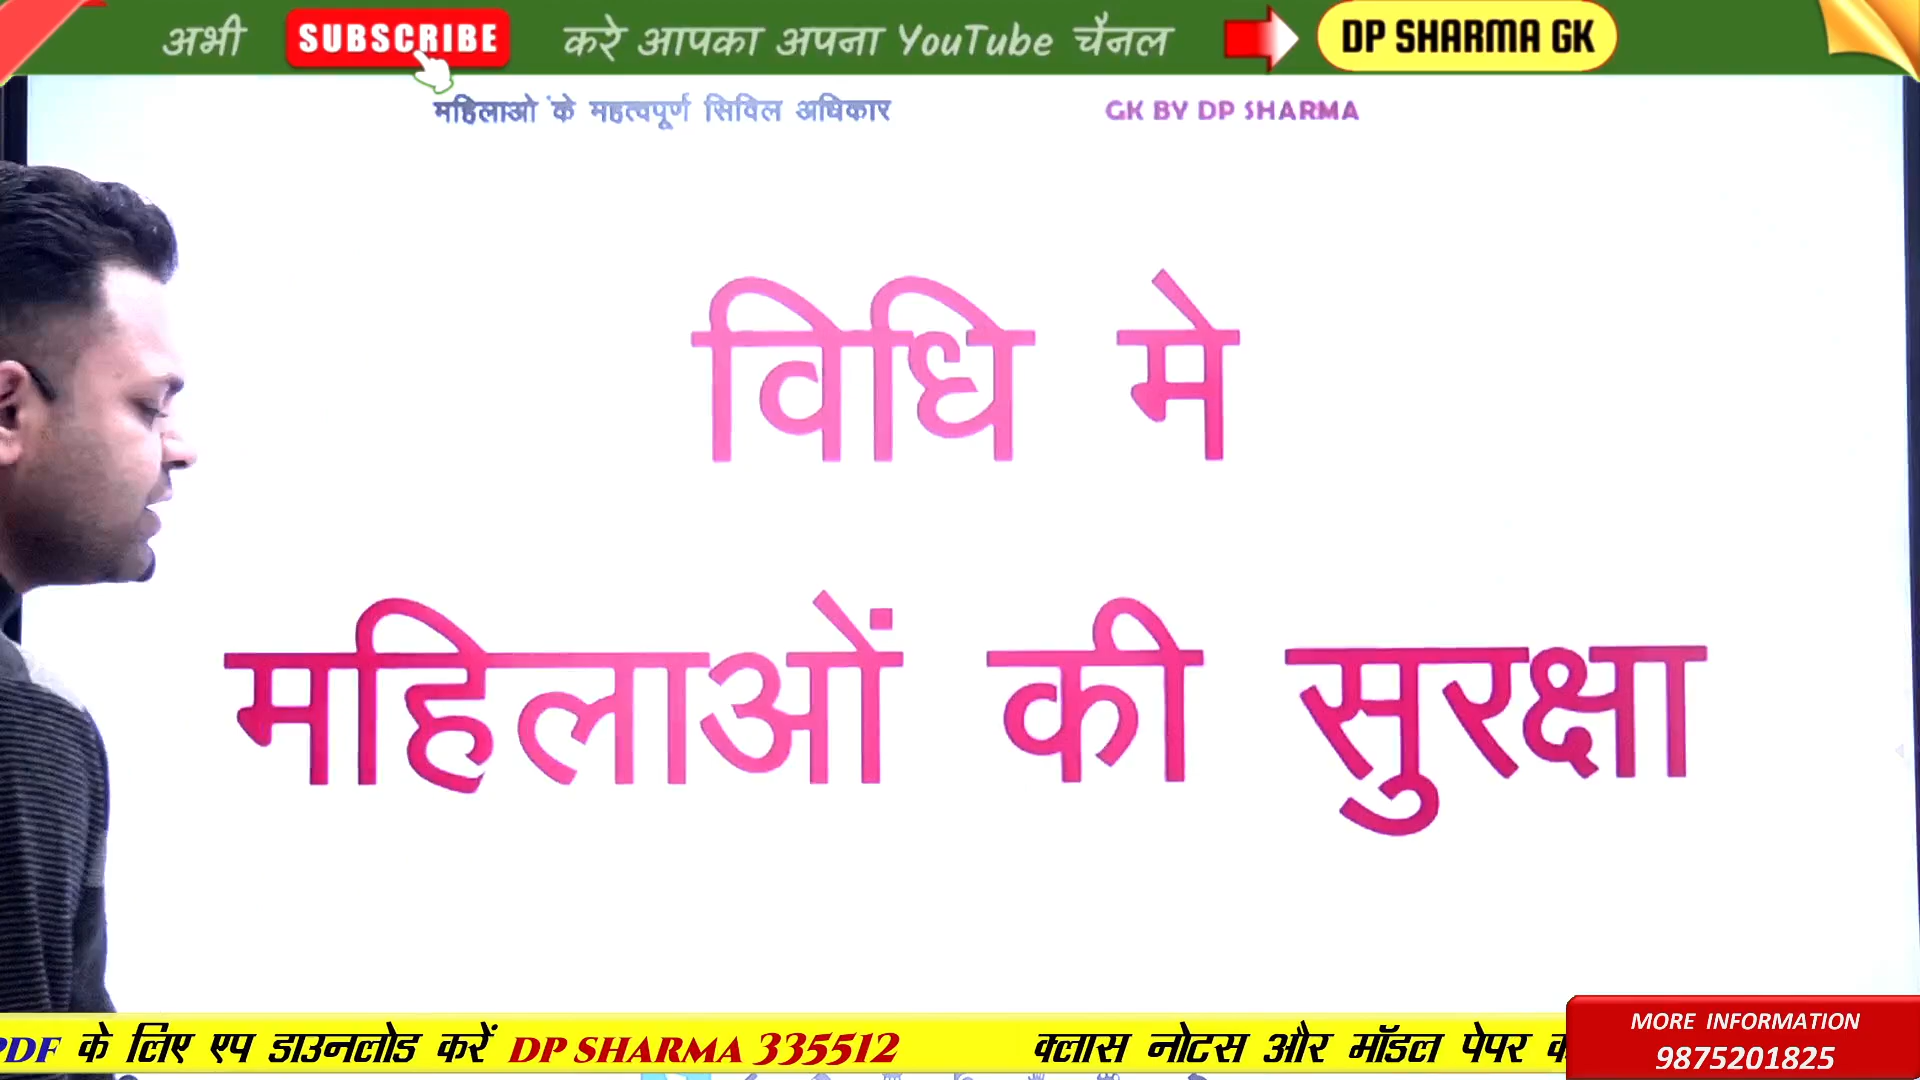 अभी SUBSCRIBE करे आपका अपना YouTube चैनल DP SHARMA GK
महिलाओं के महत्वपूर्ण सिविल अधिकार GK BY DP SHARMA
विधि मे
महिलाओं की सुरक्षा
PDF के लिए एप डाउनलोड करें DP SHARMA 335512 क्लास नोटस और मॉडल पेपर
MORE INFORMATION
9875201825